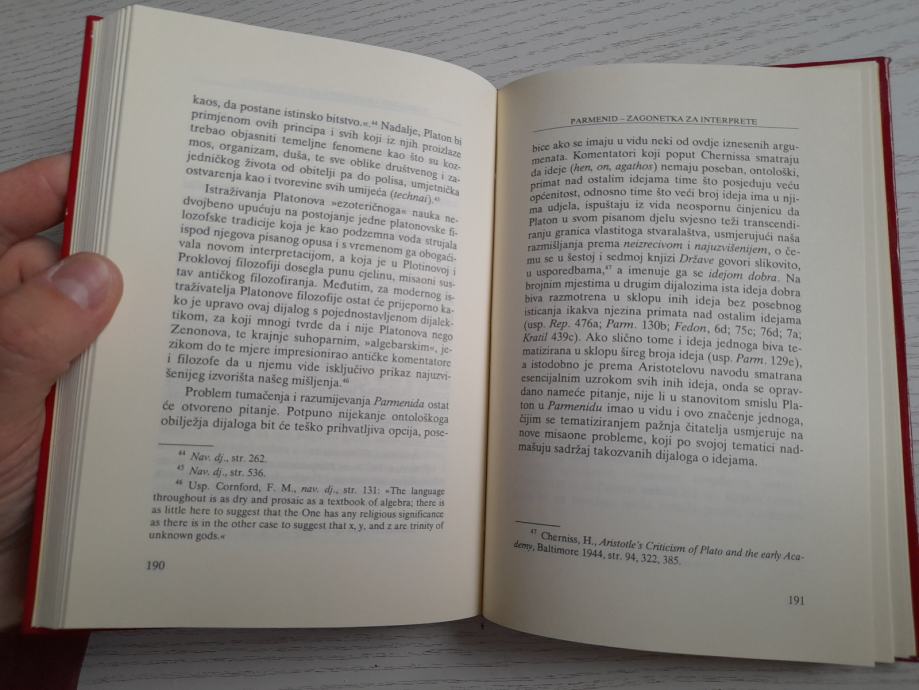 kaos, da postane istinsko bitstvo.«.⁴⁴ Nadalje, Platon bi
primjenom ovih principa i svih koji iz njih proizlaze
trebao objasniti temeljne fenomene kao što su koz-
mos, organizam, duša, te sve oblike društvenog i za-
jedničkog života od obitelji pa do polisa, umjetnička
ostvarenja kao i tvorevine svih umijeća (technai).⁴⁵
Istraživanja Platonova »ezoteričnoga« nauka ne-
dvojbeno upućuju na postojanje jedne platonovske fi-
lozofske tradicije koja je kao podzemna voda strujala
ispod njegova pisanog opusa i s vremenom ga obogaći-
vala novom interpretacijom, a koja je u Plotinovoj i
Proklovoj filozofiji dosegla punu cjelinu, misaoni sus-
tav antičkog filozofiranja. Međutim, za modernog is-
traživatelja Platonove filozofije ostat će prijeporno ka-
ko je upravo ovaj dijalog s pojednostavljenom dijalek-
tikom, za koji mnogi tvrde da i nije Platonova nego
Zenonova, te krajnje suhoparnim, »algebarskim«, je-
zikom do te mjere impresionirao antičke komentatore
i filozofe da u njemu vide isključivo prikaz najuzvi-
šenijeg izvorišta našeg mišljenja.⁴⁶
Problem tumačenja i razumijevanja Parmenida ostat
će otvoreno pitanje. Potpuno nijekanje ontološkoga
obilježja dijaloga bit će teško prihvatljiva opcija, pose-
⁴⁴ Nav. dj., str. 262.
⁴⁵ Nav. dj., str. 536.
⁴⁶ Usp. Cornford, F. M., nav. dj., str. 131: »The language
throughout is as dry and prosaic as a textbook of algebra; there is
as little here to suggest that the One has any religious significance
as there is in the other case to suggest that x, y, and z are trinity of
unknown gods.«
190
PARMENID – ZAGONETKA ZA INTERPRETE
bice ako se imaju u vidu neki od ovdje iznesenih argu-
menata. Komentatori koji poput Chernissa smatraju
da ideje (hen, on, agathos) nemaju poseban, ontološki,
primat nad ostalim idejama time što posjeduju veću
općenitost, odnosno time što veći broj ideja ima u nji-
ma udjela, ispuštaju iz vida neospornu činjenicu da
Platon u svom pisanom djelu svjesno teži transcendi-
ranju granica vlastitoga stvaralaštva, usmjerujući naša
razmišljanja prema neizrecivom i najuzvišenijem, o če-
mu se u šestoj i sedmoj knjizi Države govori slikovito,
u usporedbama,⁴⁷ a imenuje ga se idejom dobra. Na
brojnim mjestima u drugim dijalozima ista ideja dobra
biva razmotrena u sklopu inih ideja bez posebnog
isticanja ikakva njezina primata nad ostalim idejama
(usp. Rep. 476a; Parm. 130b; Fedon, 6d; 75c; 76d; 7a;
Kratil 439c). Ako slično tome i ideja jednoga biva te-
matizirana u sklopu šireg broja ideja (usp. Parm. 129e),
a istodobno je prema Aristotelovu navodu smatrana
esencijalnim uzrokom svih inih ideja, onda se oprav-
dano nameće pitanje, nije li u stanovitom smislu Pla-
ton u Parmenidu imao u vidu i ovo značenje jednoga,
čijim se tematiziranjem pažnja čitatelja usmjeruje na
nove misaone probleme, koji po svojoj tematici nad-
mašuju sadržaj takozvanih dijaloga o idejama.
⁴⁷ Cherniss, H., Aristotle's Criticism of Plato and the early Aca-
demy, Baltimore 1944, str. 94, 322, 385.
191